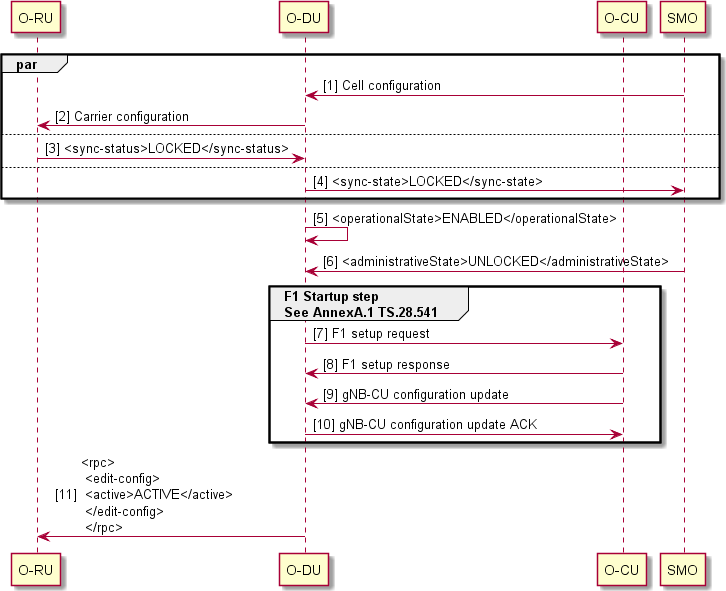 O-RU O-DU O-CU SMO
par
[1] Cell configuration
[2] Carrier configuration
[3] <sync-status>LOCKED</sync-status>
[4] <sync-state>LOCKED</sync-state>
[5] <operationalState>ENABLED</operationalState>
[6] <administrativeState>UNLOCKED</administrativeState>
F1 Startup step
See AnnexA.1 TS.28.541
[7] F1 setup request
[8] F1 setup response
[9] gNB-CU configuration update
[10] gNB-CU configuration update ACK
<rpc>
<edit-config>
[11] <active>ACTIVE</active>
</edit-config>
</rpc>
O-RU O-DU O-CU SMO